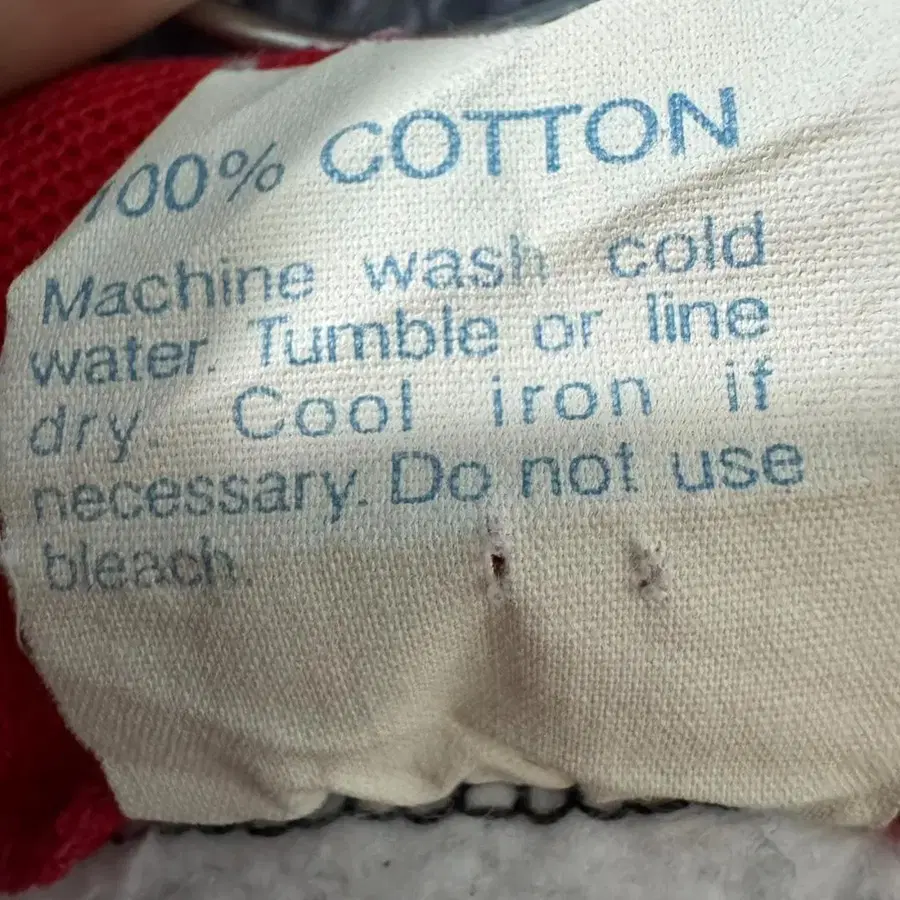 100% COTTON
Machine wash cold
water. Tumble or line
dry. Cool iron if
necessary. Do not use
bleach.